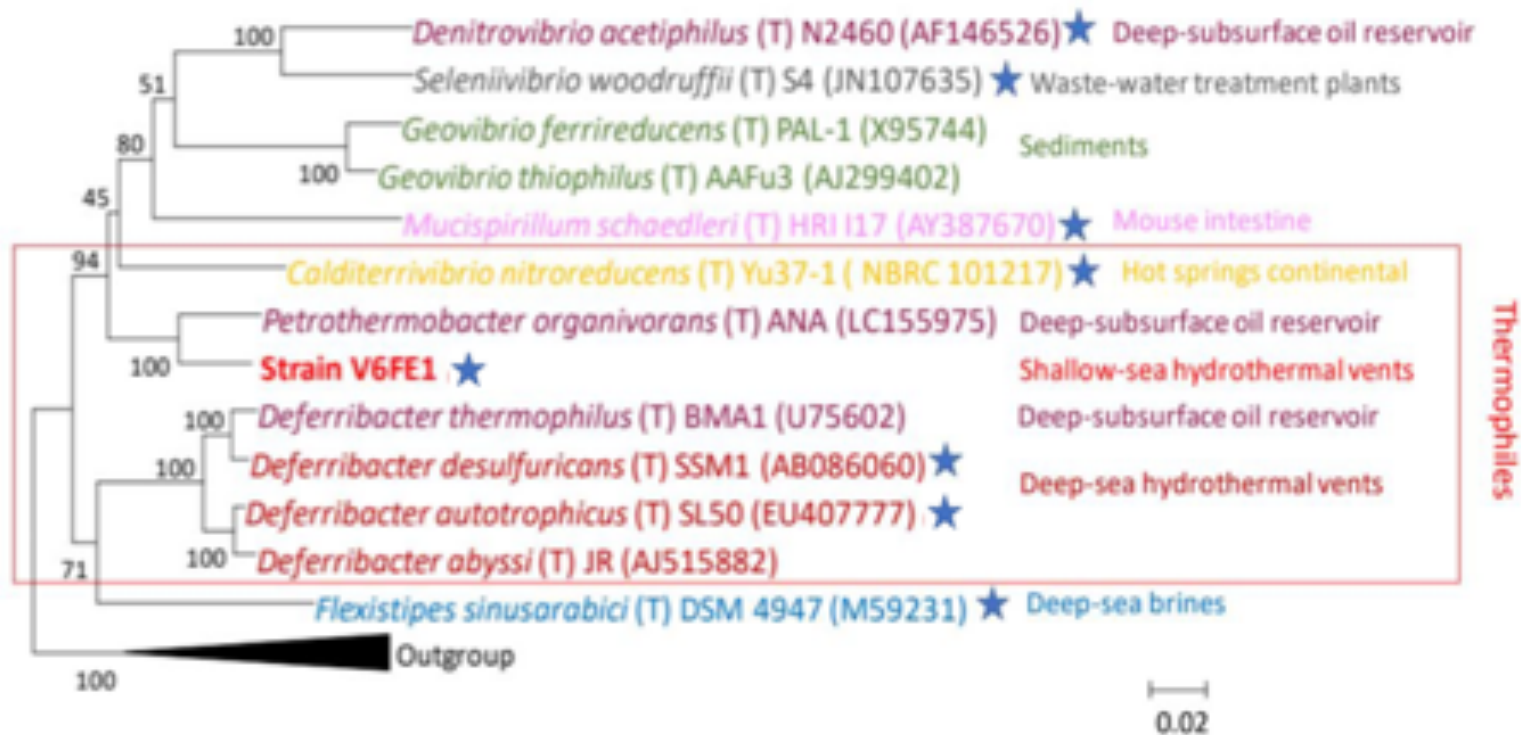 100
Denitrovibrio acetiphilus (T) N2460 (AF146526) Deep-subsurface oil reservoir
51
Seleniivibrio woodruffii (T) S4 (JN107635) Waste-water treatment plants
Geovibrio ferrireducens (T) PAL-1 (X95744)
80
Sediments
100
Geovibrio thiophilus (T) AAFu3 (AJ299402)
45
Mucispirillum schaedleri (T) HRI I17 (AY387670) Mouse intestine
94
Calditerrivibrio nitroreducens (T) Yu37-1 ( NBRC 101217) Hot springs continental
Petrothermobacter organivorans (T) ANA (LC155975) Deep-subsurface oil reservoir
100
Strain V6FE1 Shallow-sea hydrothermal vents
100
Deferribacter thermophilus (T) BMA1 (U75602) Deep-subsurface oil reservoir
100
Deferribacter desulfuricans (T) SSM1 (AB086060)
Deep-sea hydrothermal vents
Deferribacter autotrophicus (T) SL50 (EU407777)
100
Deferribacter abyssi (T) JR (AJ515882)
71
Thermophiles
Flexistipes sinusarabici (T) DSM 4947 (M59231) Deep-sea brines
Outgroup
100
0.02